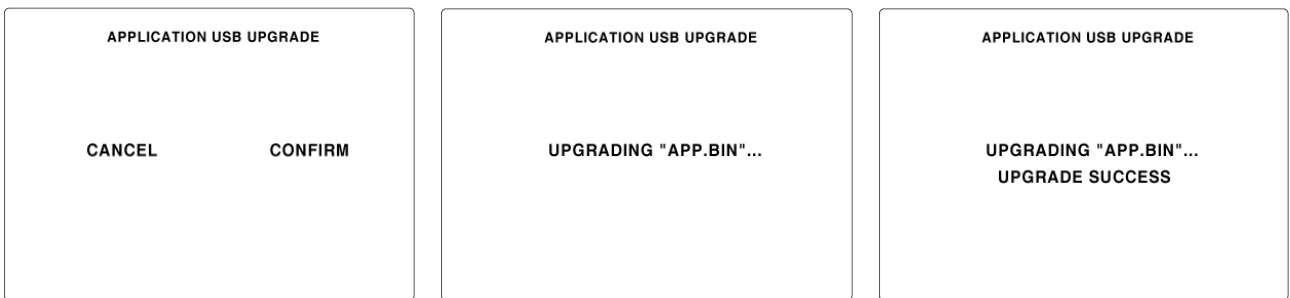 APPLICATION USB UPGRADE
CANCEL CONFIRM
APPLICATION USB UPGRADE
UPGRADING "APP.BIN"...
APPLICATION USB UPGRADE
UPGRADING "APP.BIN"...
UPGRADE SUCCESS